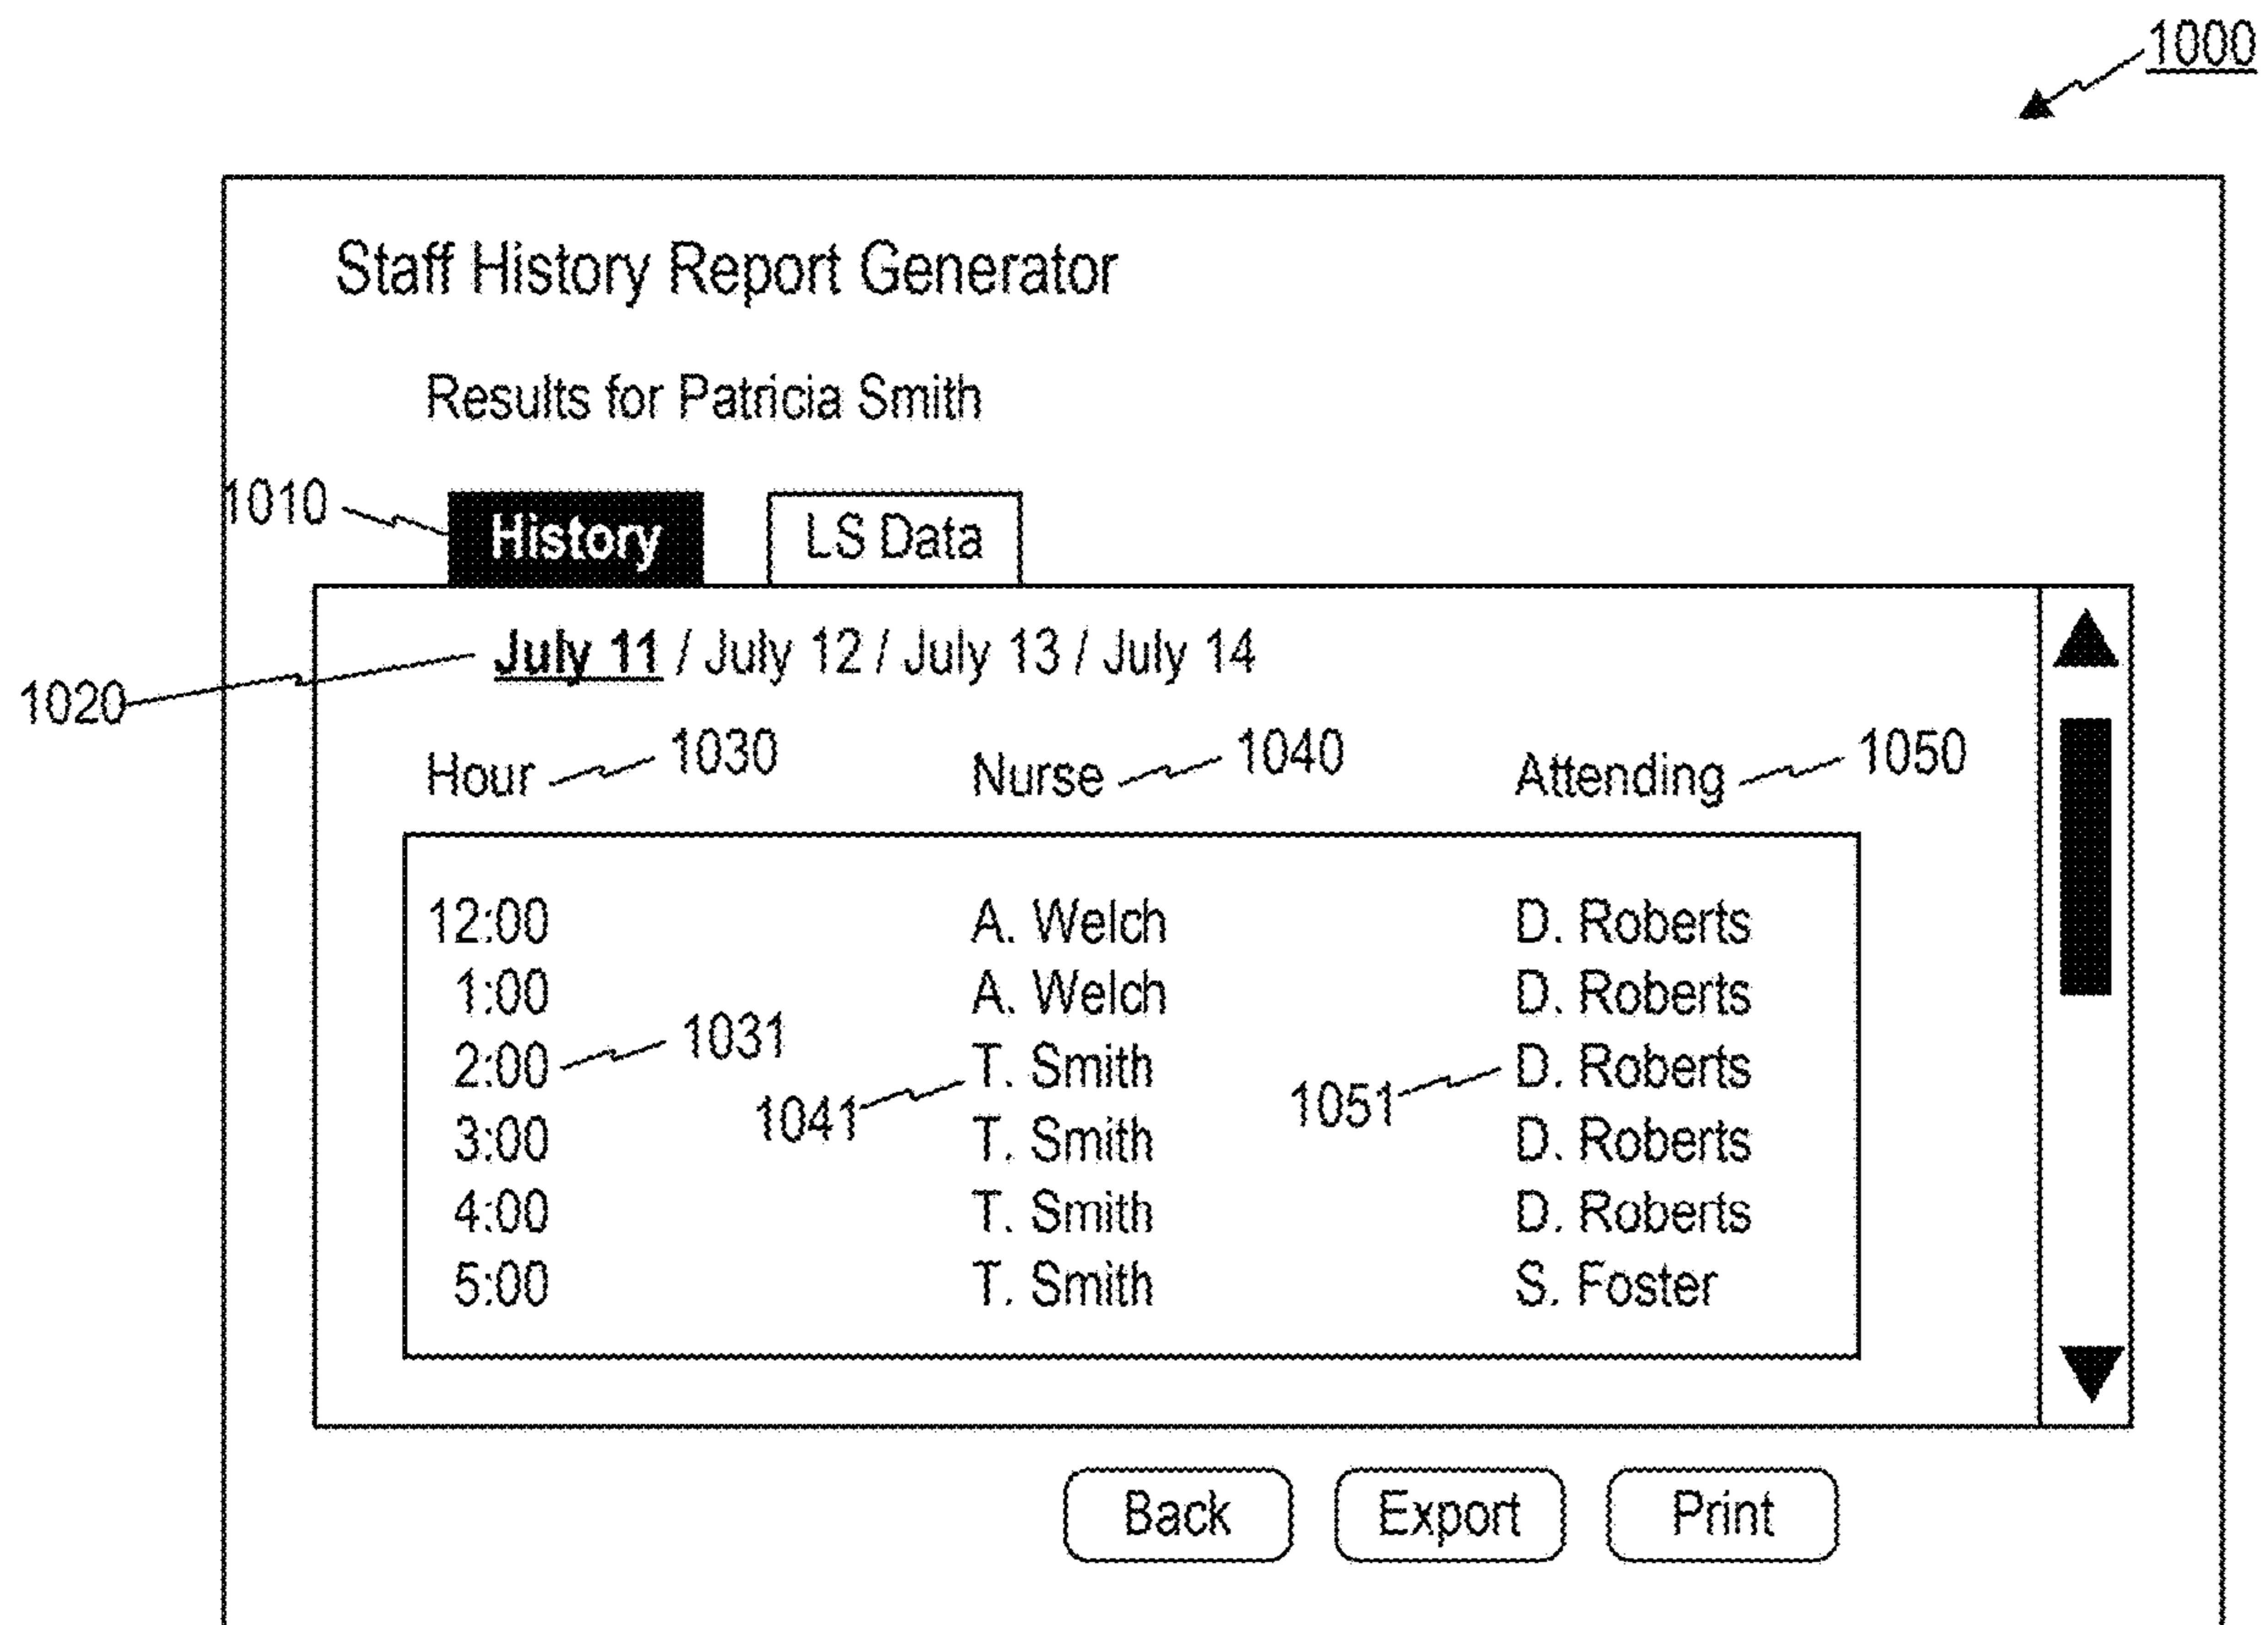 1000
Staff History Report Generator
Results for Patricia Smith
1010 History LS Data
July 11 / July 12 / July 13 / July 14
1020
Hour 1030 Nurse 1040 Attending 1050
12:00 A. Welch D. Roberts
1:00 A. Welch D. Roberts
2:00 1031 1041 T. Smith 1051 D. Roberts
3:00 T. Smith D. Roberts
4:00 T. Smith D. Roberts
5:00 T. Smith S. Foster
Back Export Print